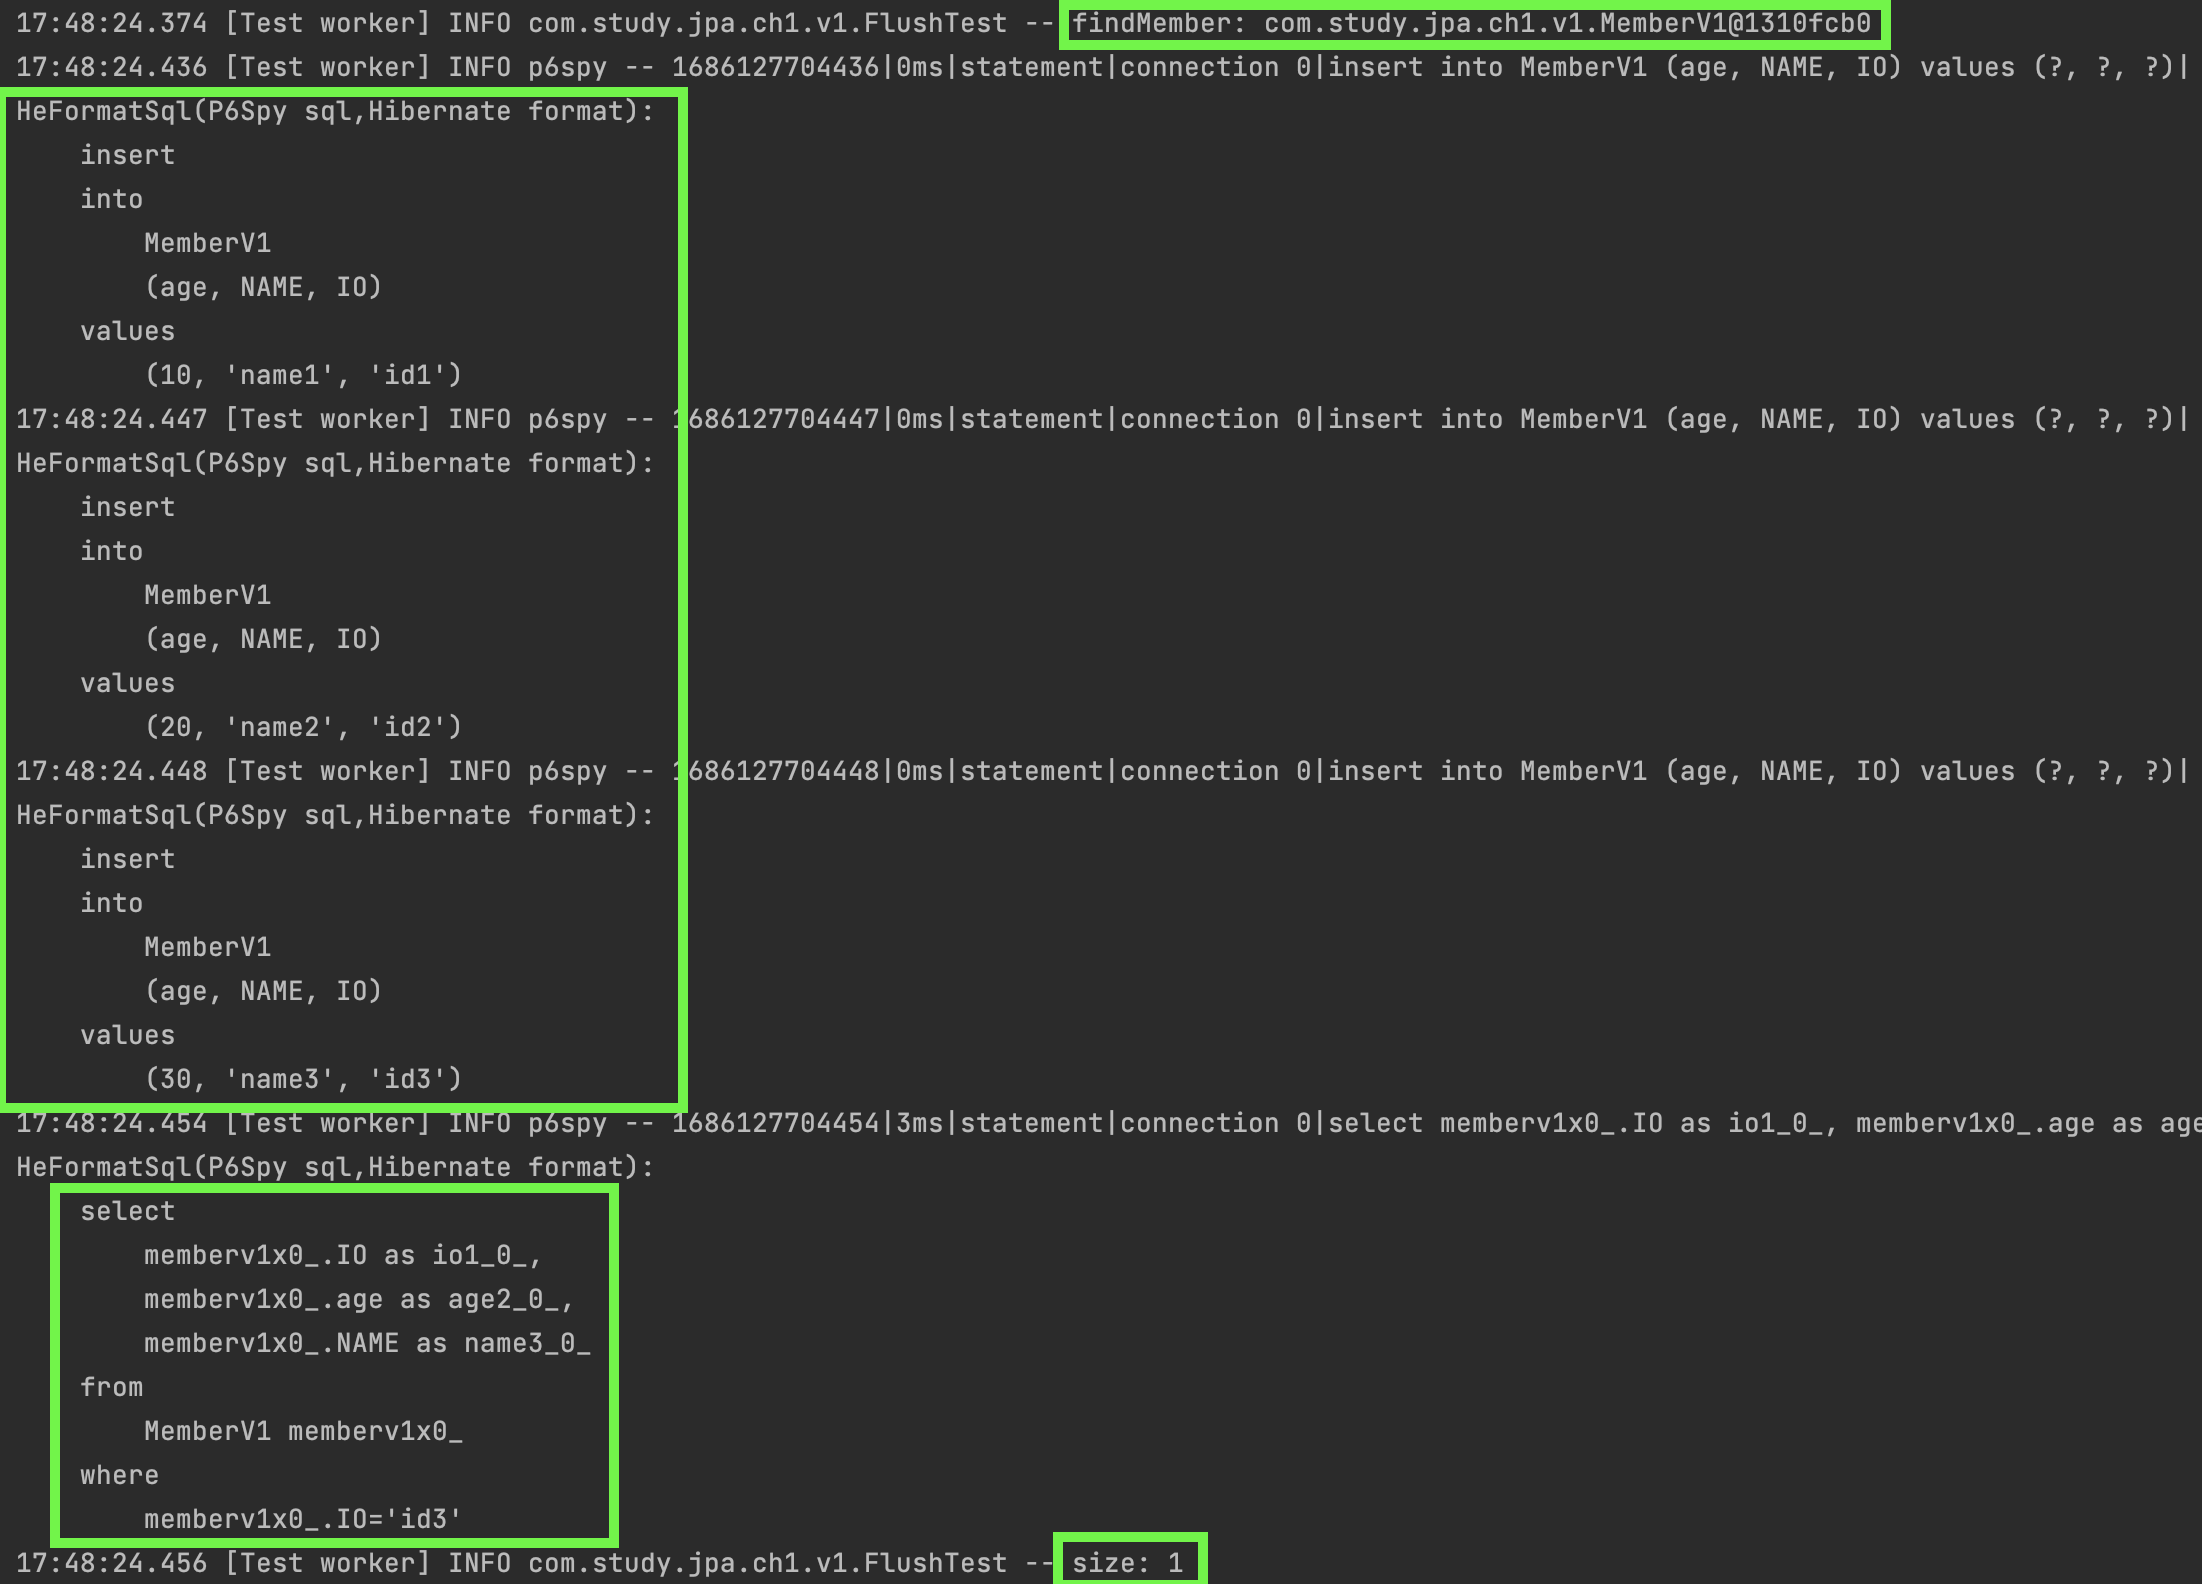 17:48:24.374 [Test worker] INFO com.study.jpa.ch1.v1.FlushTest -- findMember: com.study.jpa.ch1.v1.MemberV1@1310fcb0
17:48:24.436 [Test worker] INFO p6spy -- 1686127704436|0ms|statement|connection 0|insert into MemberV1 (age, NAME, IO) values (?, ?, ?)|
HeFormatSql(P6Spy sql,Hibernate format):
insert
into
MemberV1
(age, NAME, IO)
values
(10, 'name1', 'id1')
17:48:24.447 [Test worker] INFO p6spy -- 1686127704447|0ms|statement|connection 0|insert into MemberV1 (age, NAME, IO) values (?, ?, ?)|
HeFormatSql(P6Spy sql,Hibernate format):
insert
into
MemberV1
(age, NAME, IO)
values
(20, 'name2', 'id2')
17:48:24.448 [Test worker] INFO p6spy -- 1686127704448|0ms|statement|connection 0|insert into MemberV1 (age, NAME, IO) values (?, ?, ?)|
HeFormatSql(P6Spy sql,Hibernate format):
insert
into
MemberV1
(age, NAME, IO)
values
(30, 'name3', 'id3')
17:48:24.454 [Test worker] INFO p6spy -- 1686127704454|3ms|statement|connection 0|select memberv1x0_.IO as io1_0_, memberv1x0_.age as age
HeFormatSql(P6Spy sql,Hibernate format):
select
memberv1x0_.IO as io1_0_,
memberv1x0_.age as age2_0_,
memberv1x0_.NAME as name3_0_
from
MemberV1 memberv1x0_
where
memberv1x0_.IO='id3'
17:48:24.456 [Test worker] INFO com.study.jpa.ch1.v1.FlushTest -- size: 1